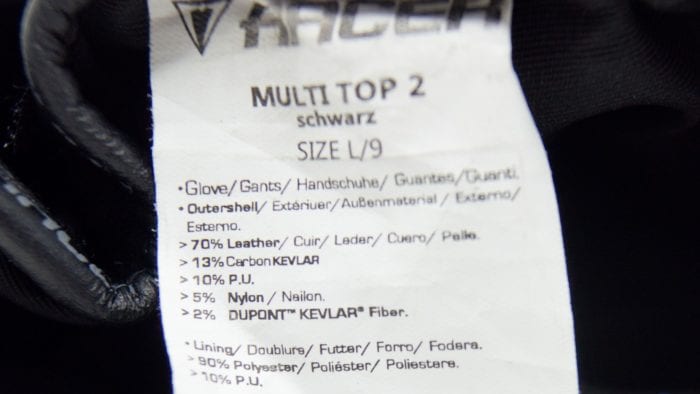 RACER
MULTI TOP 2
schwarz
SIZE L/9
•Glove/ Gants/ Handschuhe/ Guantes/Guanti.
•Outershell/ Extériuer/Außenmaterial / Externo/
Esterno.
> 70% Leather/ Cuir/ Leder/ Cuero/ Pelle.
> 13% Carbon KEVLAR
> 10% P.U.
> 5% Nylon / Nailon.
> 2% DUPONT™ KEVLAR® Fiber.
•Lining/ Doublure/ Futter/ Forro/ Fodera.
> 90% Polyester/ Poliéster/ Poliestere.
> 10% P.U.